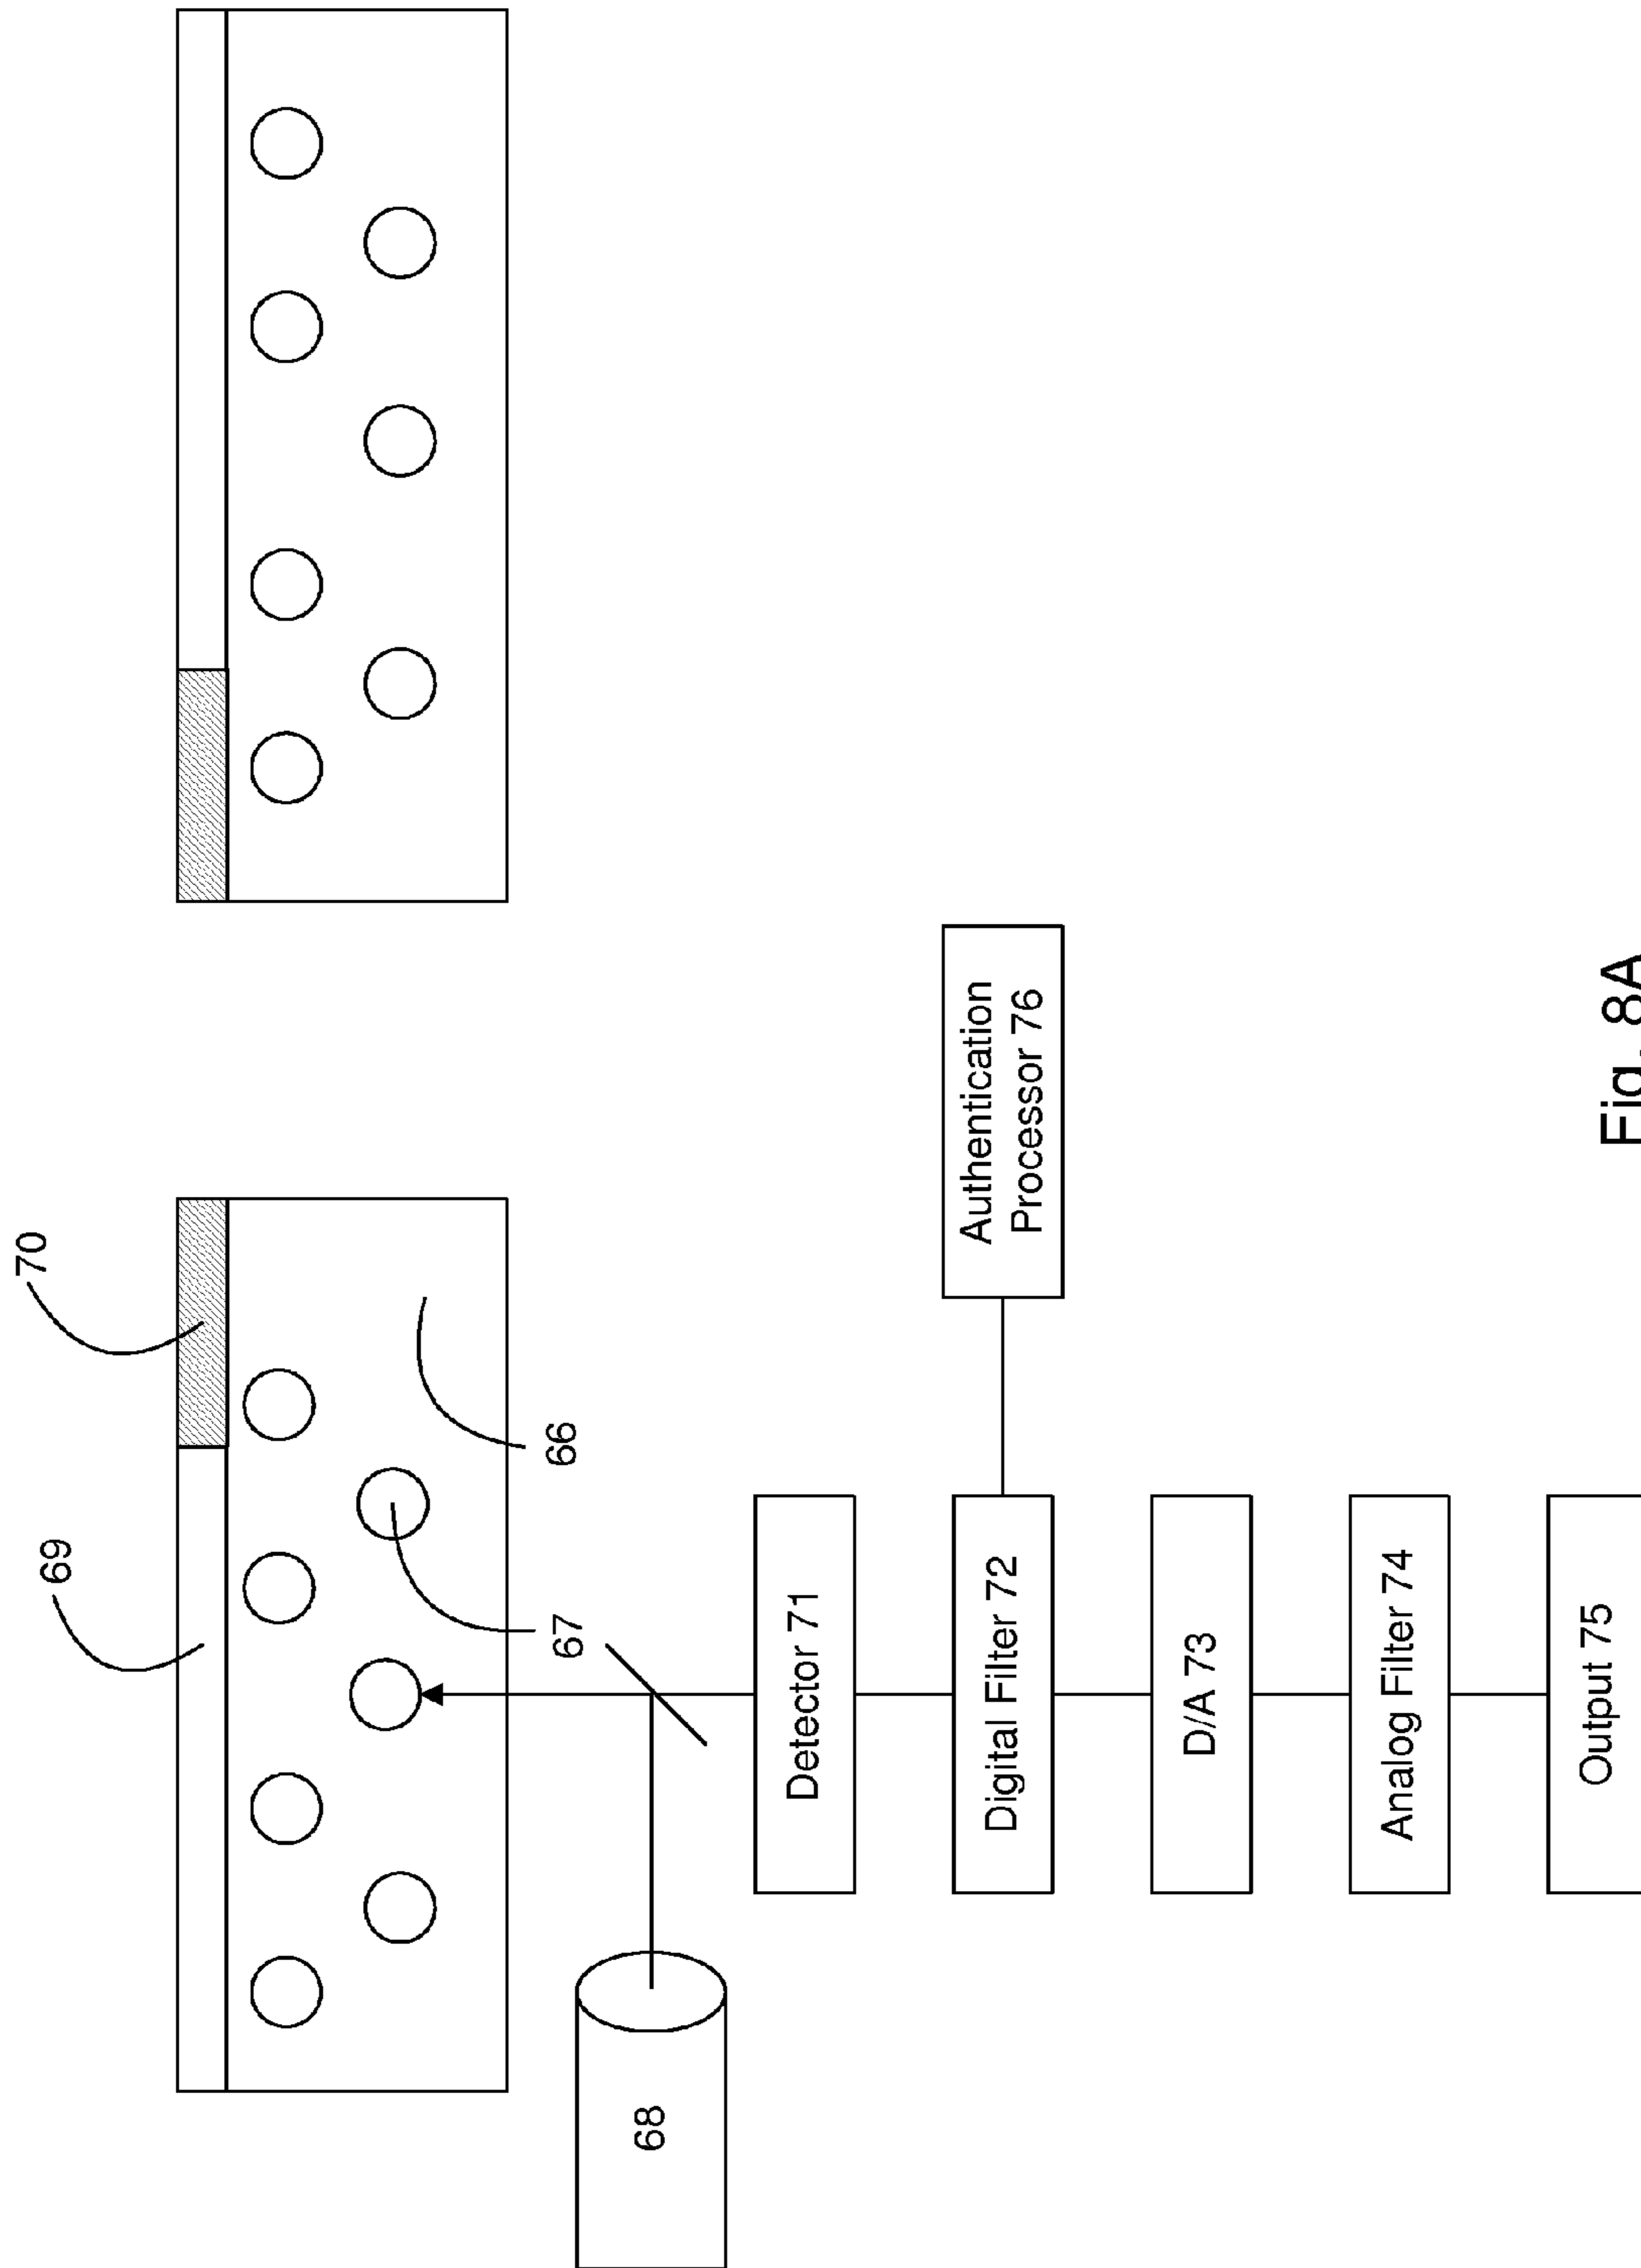 70
69
66
67
68
Detector 71
Digital Filter 72
Authentication
Processor 76
D/A 73
Analog Filter 74
Output 75
Fig. 8A